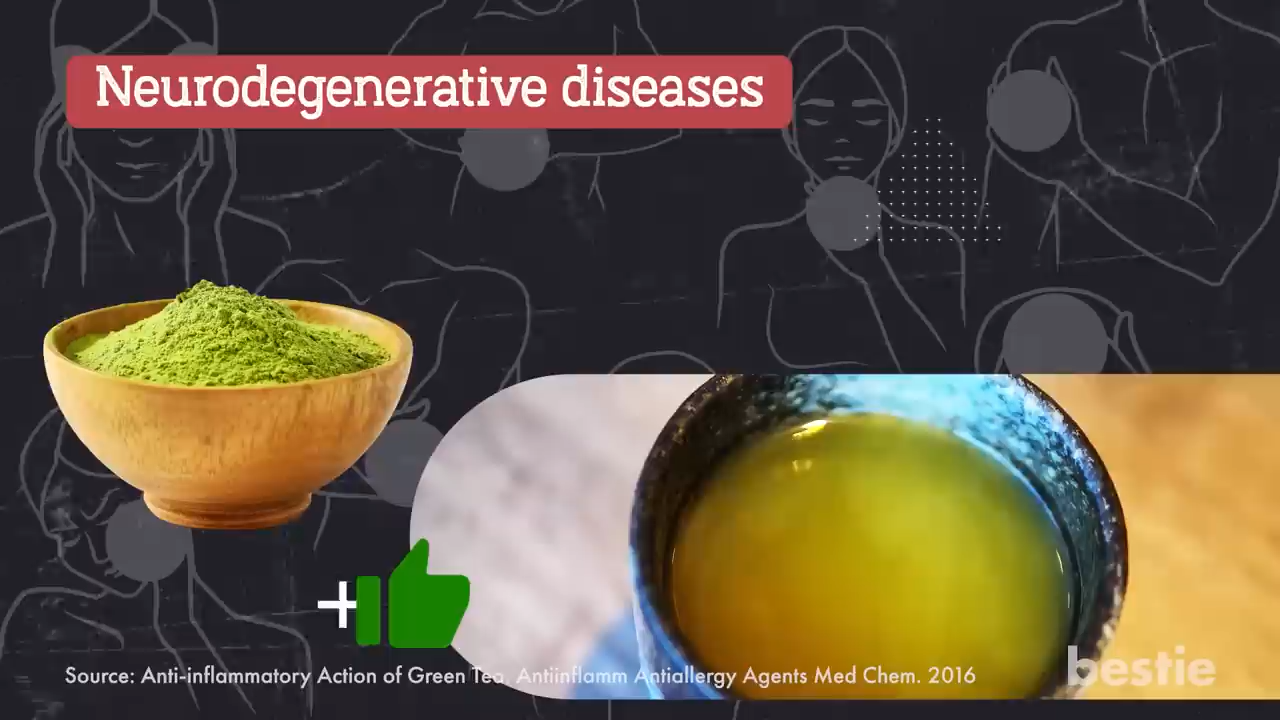 Neurodegenerative diseases
+
Source: Anti-inflammatory Action of Green Tea, Antiinflamm Antiallergy Agents Med Chem. 2016
bestie